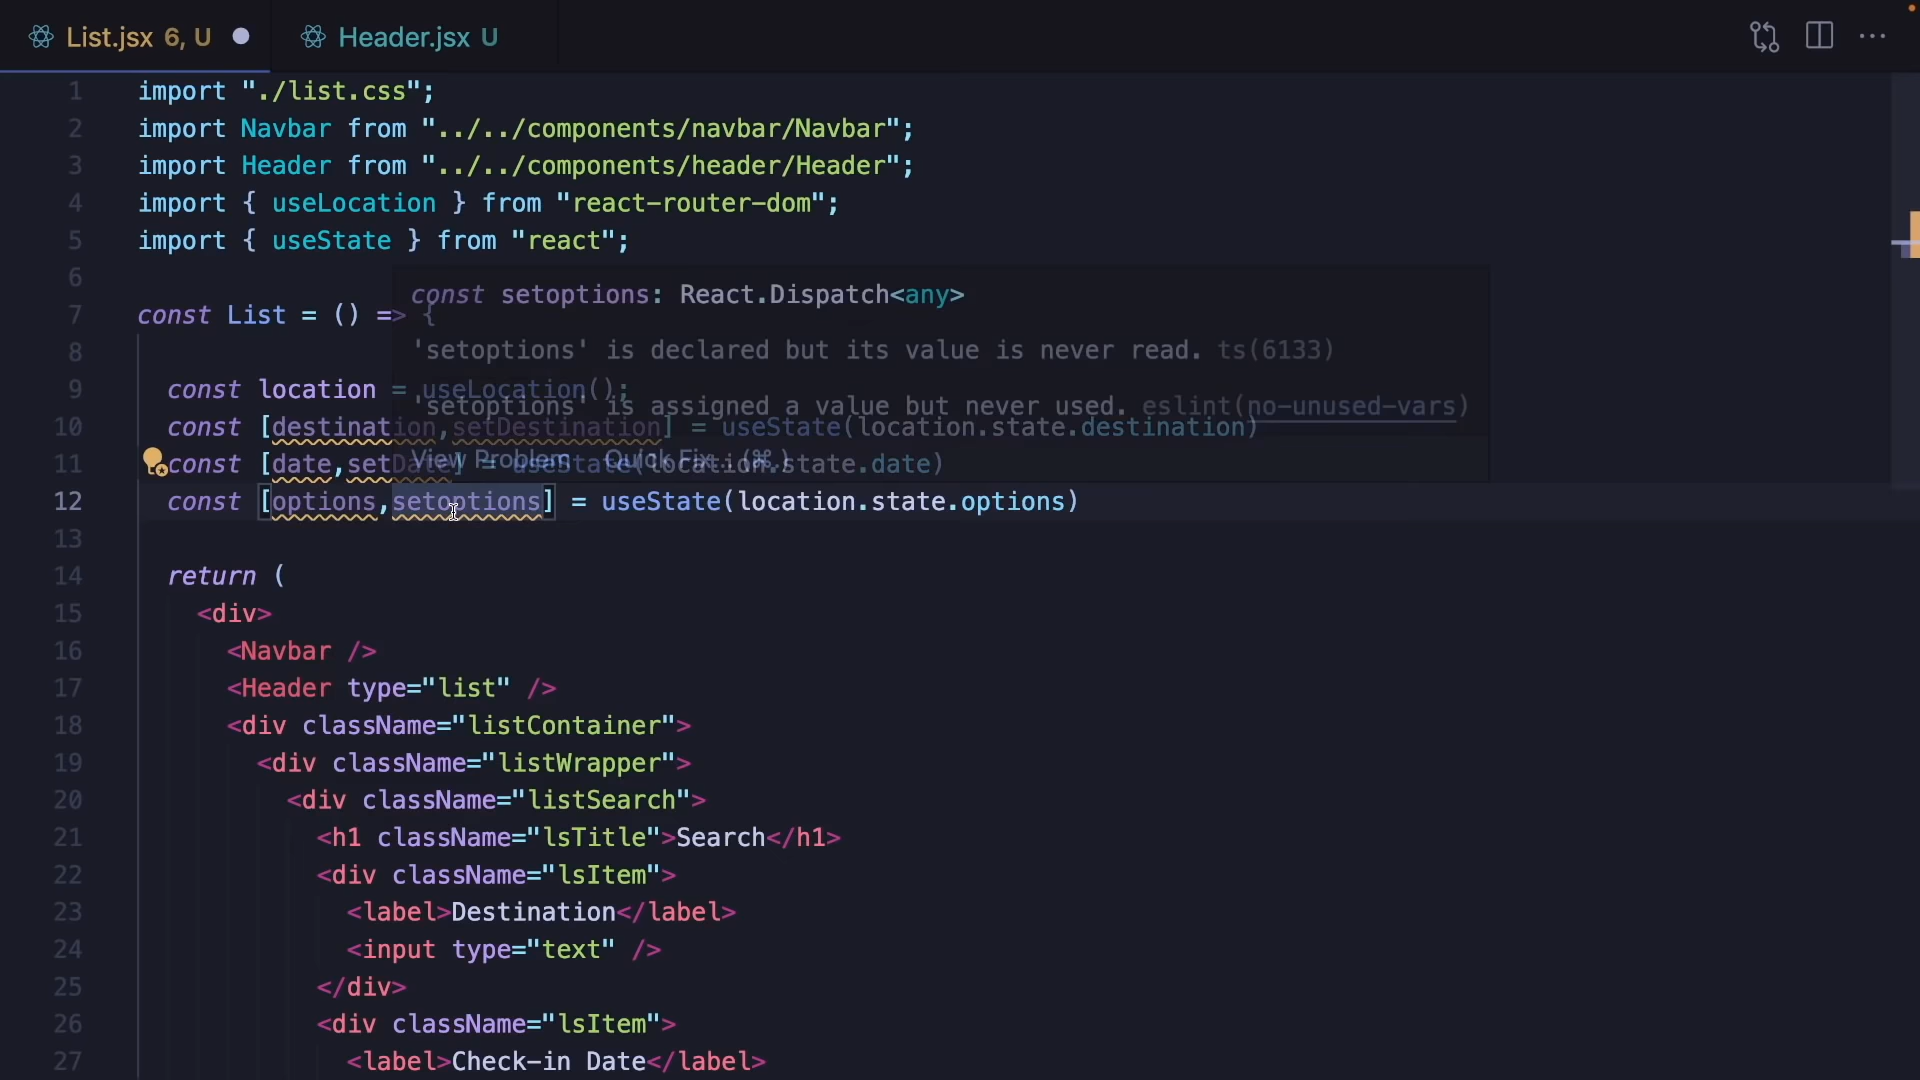 List.jsx 6, U
Header.jsx U
1 import "./list.css";
2 import Navbar from "../../components/navbar/Navbar";
3 import Header from "../../components/header/Header";
4 import { useLocation } from "react-router-dom";
5 import { useState } from "react";
6
const setoptions: React.Dispatch<any>
7 const List = () => {
'setoptions' is declared but its value is never read. ts(6133)
8
9 const location = useLocation();
'setoptions' is assigned a value but never used. eslint(no-unused-vars)
10 const [destination,setDestination] = useState(location.state.destination)
View Problem Quick Fix... (⌘.)
11 const [date,setDate] = useState(location.state.date)
12 const [options,setoptions] = useState(location.state.options)
13
14 return (
15 <div>
16 <Navbar />
17 <Header type="list" />
18 <div className="listContainer">
19 <div className="listWrapper">
20 <div className="listSearch">
21 <h1 className="lsTitle">Search</h1>
22 <div className="lsItem">
23 <label>Destination</label>
24 <input type="text" />
25 </div>
26 <div className="lsItem">
27 <label>Check-in Date</label>